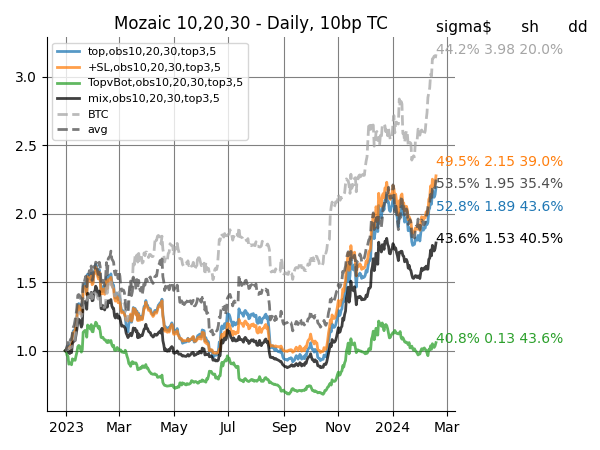 Mozaic 10,20,30 - Daily, 10bp TC
sigma$ sh dd
top,obs10,20,30,top3,5
+SL,obs10,20,30,top3,5
TopvBot,obs10,20,30,top3,5
mix,obs10,20,30,top3,5
BTC
avg
44.2% 3.98 20.0%
49.5% 2.15 39.0%
53.5% 1.95 35.4%
52.8% 1.89 43.6%
43.6% 1.53 40.5%
40.8% 0.13 43.6%
3.0
2.5
2.0
1.5
1.0
2023 Mar May Jul Sep Nov 2024 Mar